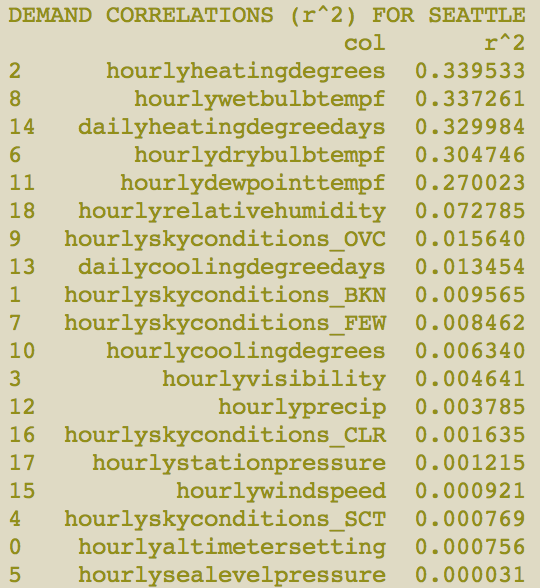 DEMAND CORRELATIONS (r^2) FOR SEATTLE
col r^2
2 hourlyheatingdegrees 0.339533
8 hourlywetbulbtempf 0.337261
14 dailyheatingdegreedays 0.329984
6 hourlydrybulbtempf 0.304746
11 hourlydewpointtempf 0.270023
18 hourlyrelativehumidity 0.072785
9 hourlyskyconditions_OVC 0.015640
13 dailycoolingdegreedays 0.013454
1 hourlyskyconditions_BKN 0.009565
7 hourlyskyconditions_FEW 0.008462
10 hourlycoolingdegrees 0.006340
3 hourlyvisibility 0.004641
12 hourlyprecip 0.003785
16 hourlyskyconditions_CLR 0.001635
17 hourlystationpressure 0.001215
15 hourlywindspeed 0.000921
4 hourlyskyconditions_SCT 0.000769
0 hourlyaltimetersetting 0.000756
5 hourlysealevelpressure 0.000031